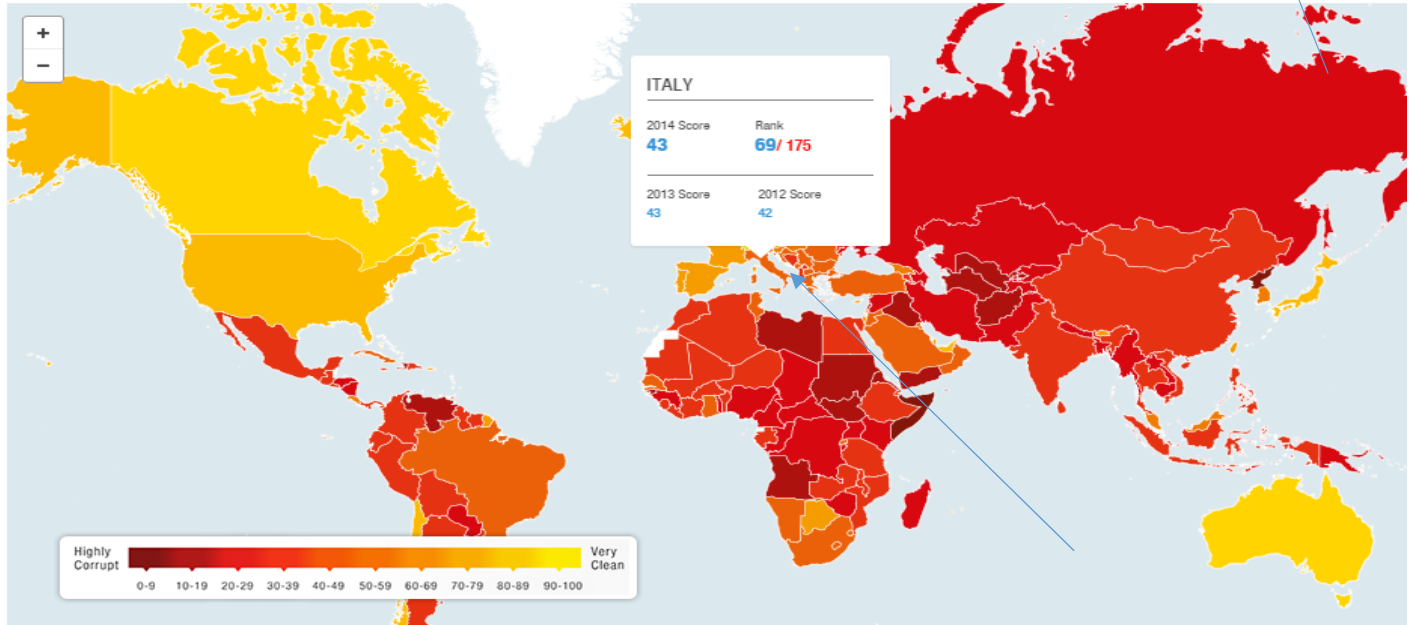 +
−
ITALY
2014 Score Rank
43 69/ 175
2013 Score 2012 Score
43 42
Highly Corrupt Very Clean
0-9 10-19 20-29 30-39 40-49 50-59 60-69 70-79 80-89 90-100